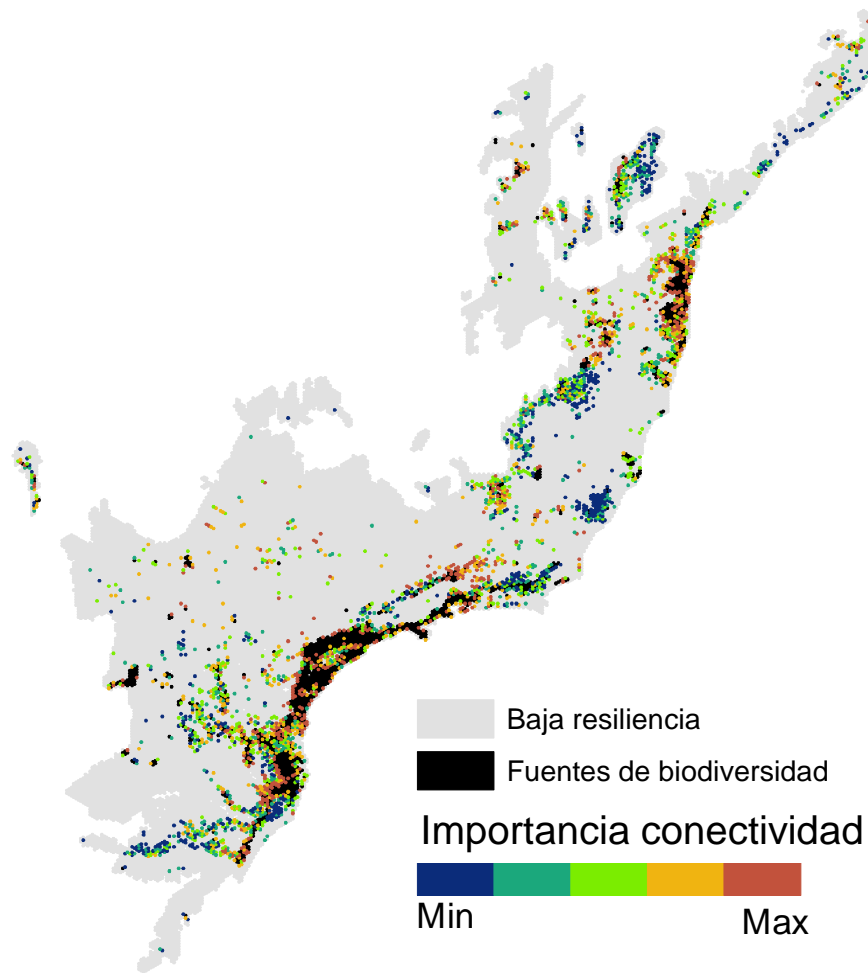 Baja resiliencia
Fuentes de biodiversidad
Importancia conectividad
Min Max